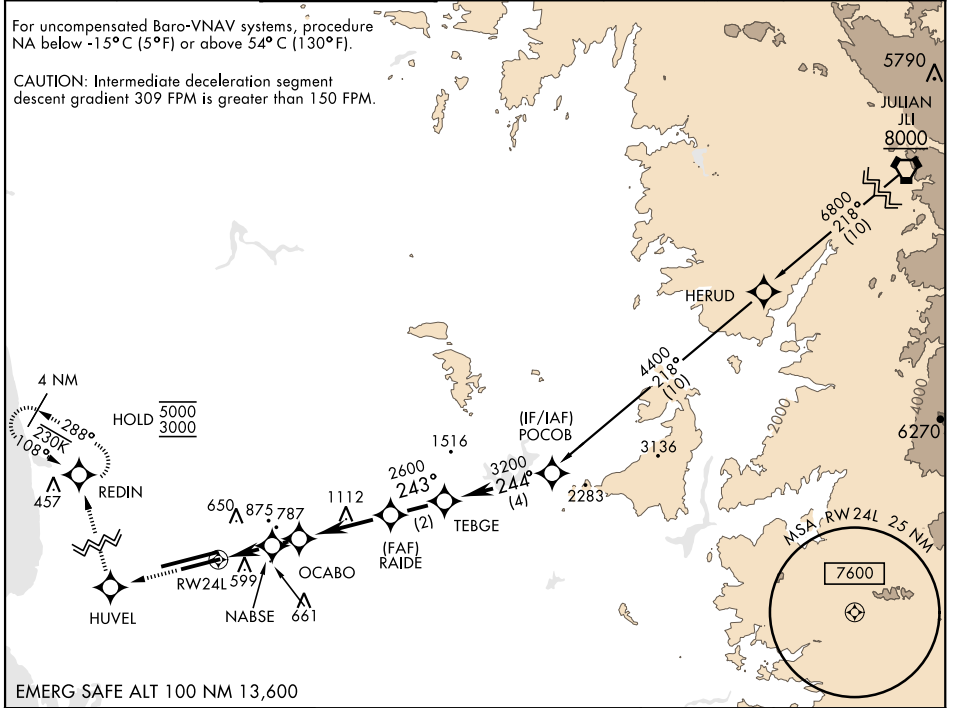 For uncompensated Baro-VNAV systems, procedure
NA below -15°C (5°F) or above 54°C (130°F).
CAUTION: Intermediate deceleration segment
descent gradient 309 FPM is greater than 150 FPM.
5790
JULIAN
JLI
8000
6800
218°
(10)
HERUD
4400
218°
(10)
4 NM
HOLD 5000
3000
288°
230K
108°
REDIN
457
(IF/IAF)
POCOB
1516
3136
2000
4000
6270
2600
243°
(2)
3200
244°
(4)
2283
TEBGE
650
875
787
1112
(FAF)
RAIDE
OCABO
RW24L
599
NABSE
661
HUVEL
MSA RW24L 25 NM
7600
EMERG SAFE ALT 100 NM 13,600